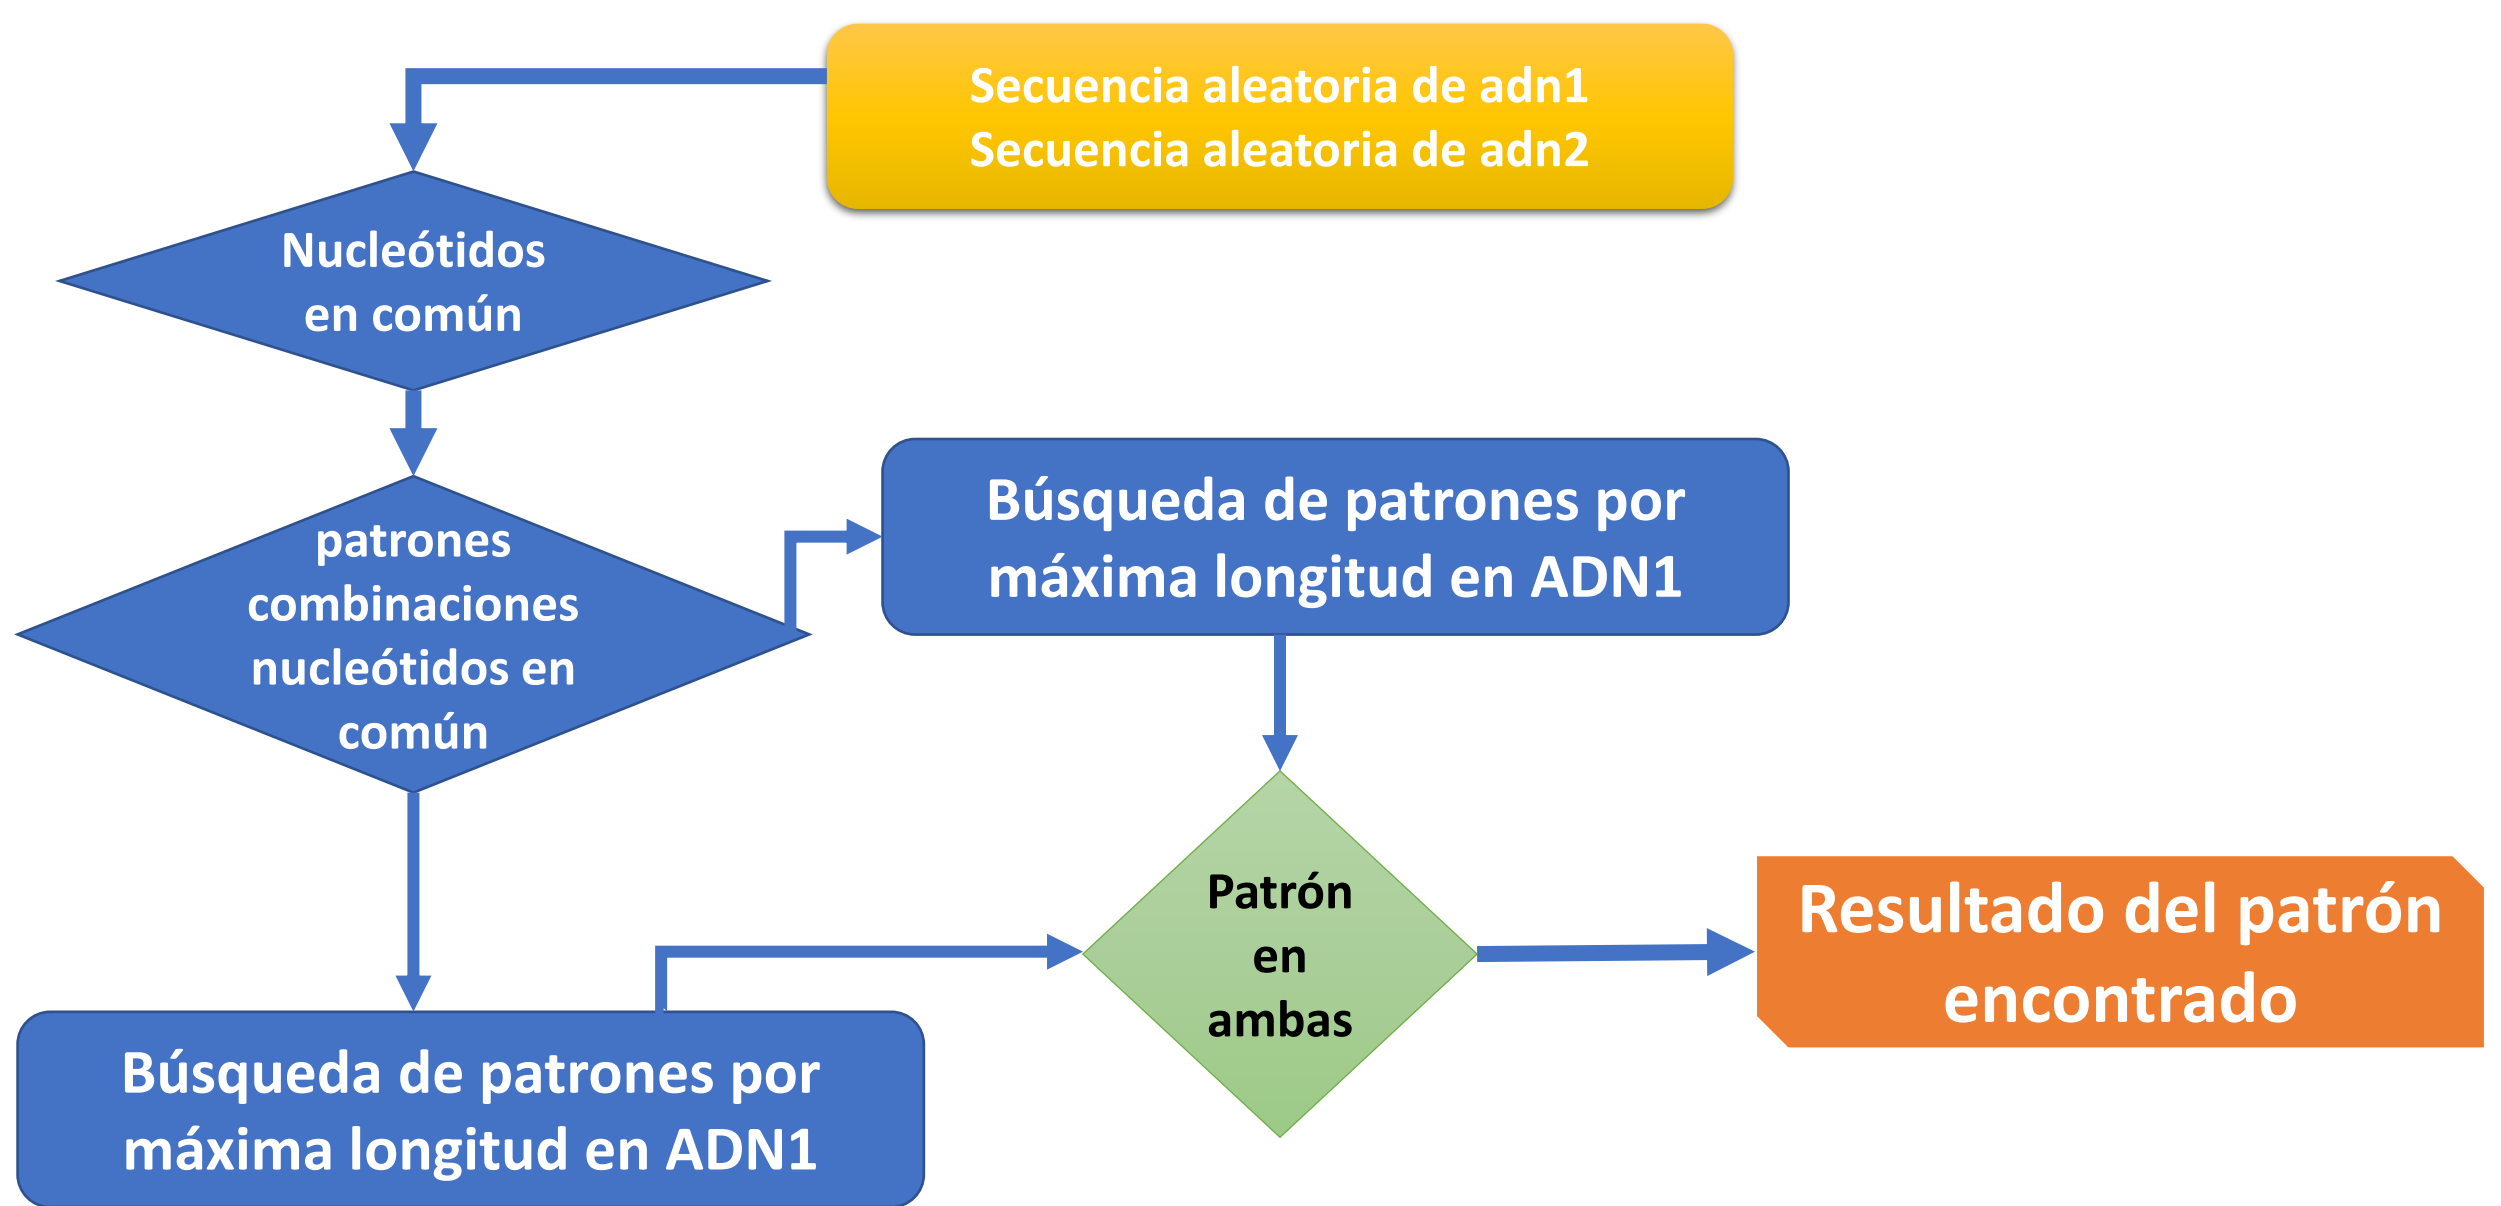 Secuencia aleatoria de adn1
Secuencia aleatoria de adn2
Nucleótidos
en común
patrones
combinaciones
nucleótidos en
común
Búsqueda de patrones por
máxima longitud en ADN1
Búsqueda de patrones por
máxima longitud en ADN1
Patrón
en
ambas
Resultado del patrón
encontrado